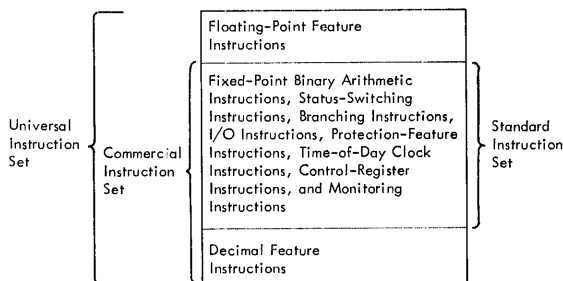 Floating-Point Feature
Instructions
Fixed-Point Binary Arithmetic
Instructions, Status-Switching
Instructions, Branching Instructions,
I/O Instructions, Protection-Feature
Instructions, Time-of-Day Clock
Instructions, Control-Register
Instructions, and Monitoring
Instructions
Decimal Feature
Instructions
Universal
Instruction
Set
Commercial
Instruction
Set
Standard
Instruction
Set